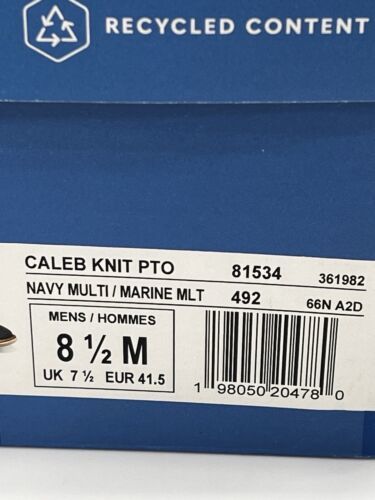 RECYCLED CONTENT
CALEB KNIT PTO 81534 361982
NAVY MULTI / MARINE MLT 492 66N A2D
MENS / HOMMES
8 ½ M
UK 7 ½ EUR 41.5
1 98050 20478 0